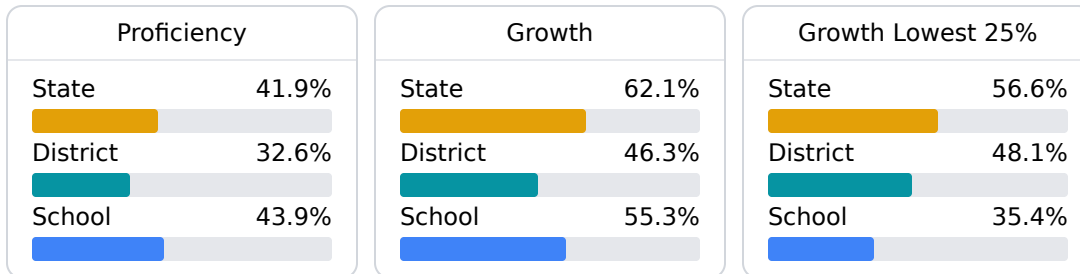 Proficiency
State 41.9%
District 32.6%
School 43.9%
Growth
State 62.1%
District 46.3%
School 55.3%
Growth Lowest 25%
State 56.6%
District 48.1%
School 35.4%